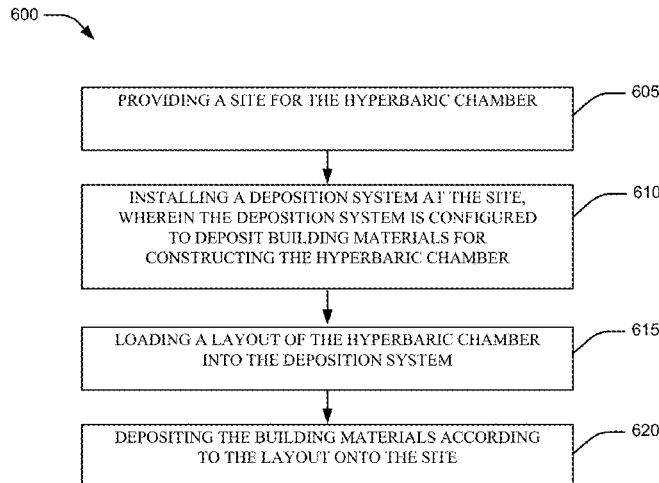 600
PROVIDING A SITE FOR THE HYPERBARIC CHAMBER
605
INSTALLING A DEPOSITION SYSTEM AT THE SITE,
WHEREIN THE DEPOSITION SYSTEM IS CONFIGURED
TO DEPOSIT BUILDING MATERIALS FOR
CONSTRUCTING THE HYPERBARIC CHAMBER
610
LOADING A LAYOUT OF THE HYPERBARIC CHAMBER
INTO THE DEPOSITION SYSTEM
615
DEPOSITING THE BUILDING MATERIALS ACCORDING
TO THE LAYOUT ONTO THE SITE
620